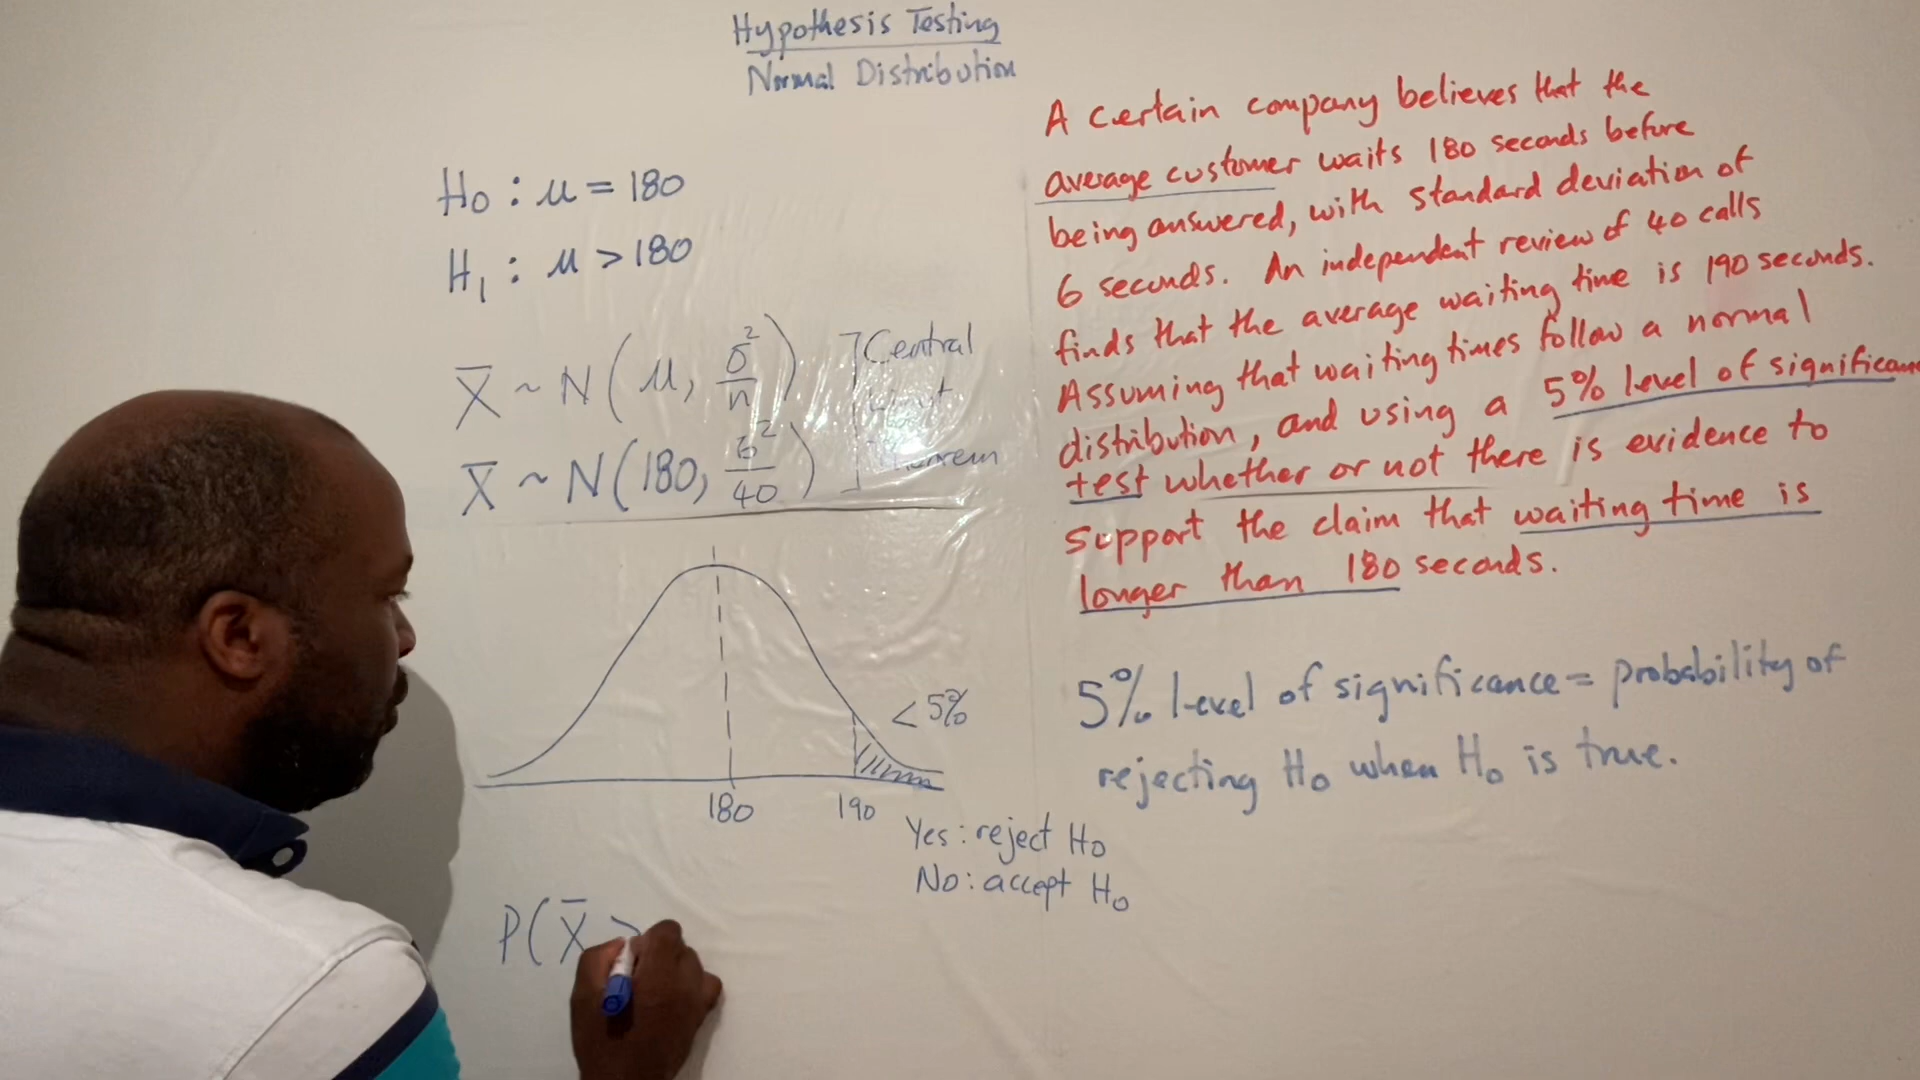 Hypothesis Testing
Normal Distribution
H₀ : μ = 180
H₁ : μ > 180
X̄ ~ N(μ, σ²/n)
X̄ ~ N(180, 6²/40)
Central
A certain company believes that the
average customer waits 180 seconds before
being answered, with standard deviation of
6 seconds. An independent review of 40 calls
finds that the average waiting time is 190 seconds.
Assuming that waiting times follow a normal
distribution, and using a 5% level of significan
test whether or not there is evidence to
support the claim that waiting time is
longer than 180 seconds.
< 5%
180 190
Yes : reject H₀
No : accept H₀
P(X̄ >
5% level of significance = probability of
rejecting H₀ when H₀ is true.